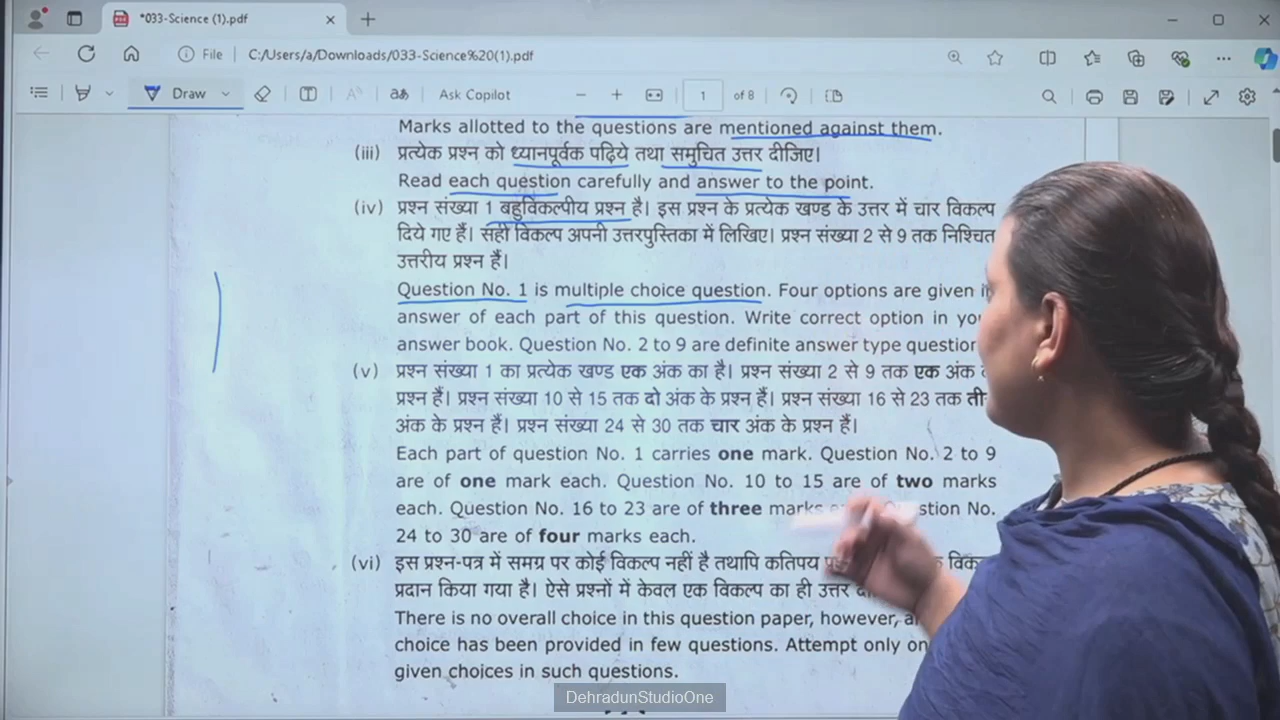 *033-Science (1).pdf
File C:/Users/a/Downloads/033-Science%20(1).pdf
Draw Ask Copilot 1 of 8
Marks allotted to the questions are mentioned against them.
(iii) प्रत्येक प्रश्न को ध्यानपूर्वक पढ़िये तथा समुचित उत्तर दीजिए।
Read each question carefully and answer to the point.
(iv) प्रश्न संख्या 1 बहुविकल्पीय प्रश्न है। इस प्रश्न के प्रत्येक खण्ड के उत्तर में चार विकल्प
दिये गए हैं। सही विकल्प अपनी उत्तरपुस्तिका में लिखिए। प्रश्न संख्या 2 से 9 तक निश्चित
उत्तरीय प्रश्न हैं।
Question No. 1 is multiple choice question. Four options are given
answer of each part of this question. Write correct option in
answer book. Question No. 2 to 9 are definite answer type
(v) प्रश्न संख्या 1 का प्रत्येक खण्ड एक अंक का है। प्रश्न संख्या 2 से 9 तक एक अंक
प्रश्न हैं। प्रश्न संख्या 10 से 15 तक दो अंक के प्रश्न हैं। प्रश्न संख्या 16 से 23 तक
अंक के प्रश्न हैं। प्रश्न संख्या 24 से 30 तक चार अंक के प्रश्न हैं।
Each part of question No. 1 carries one mark. Question No. 2 to 9
are of one mark each. Question No. 10 to 15 are of two marks
each. Question No. 16 to 23 are of three marks No.
24 to 30 are of four marks each.
(vi) इस प्रश्न-पत्र में समग्र पर कोई विकल्प नहीं है तथापि कतिपय
प्रदान किया गया है। ऐसे प्रश्नों में केवल एक विकल्प का ही उत्तर
There is no overall choice in this question paper, however,
choice has been provided in few questions. Attempt only
given choices in such questions.
DehradunStudioOne